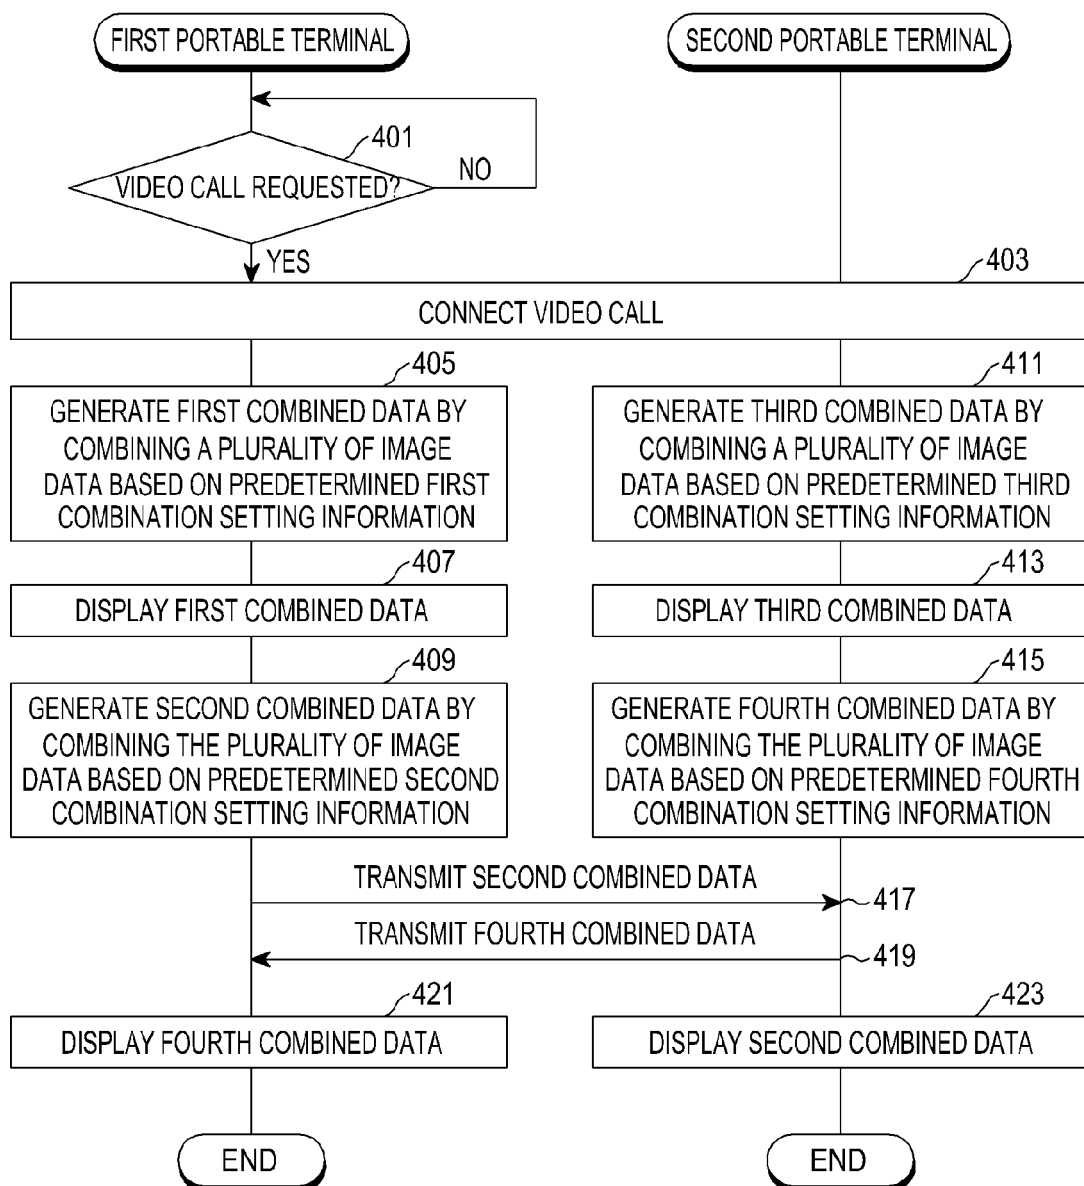 FIRST PORTABLE TERMINAL
SECOND PORTABLE TERMINAL
401
VIDEO CALL REQUESTED?
NO
YES
403
CONNECT VIDEO CALL
405
GENERATE FIRST COMBINED DATA BY
COMBINING A PLURALITY OF IMAGE
DATA BASED ON PREDETERMINED FIRST
COMBINATION SETTING INFORMATION
411
GENERATE THIRD COMBINED DATA BY
COMBINING A PLURALITY OF IMAGE
DATA BASED ON PREDETERMINED THIRD
COMBINATION SETTING INFORMATION
407
DISPLAY FIRST COMBINED DATA
413
DISPLAY THIRD COMBINED DATA
409
GENERATE SECOND COMBINED DATA BY
COMBINING THE PLURALITY OF IMAGE
DATA BASED ON PREDETERMINED SECOND
COMBINATION SETTING INFORMATION
415
GENERATE FOURTH COMBINED DATA BY
COMBINING THE PLURALITY OF IMAGE
DATA BASED ON PREDETERMINED FOURTH
COMBINATION SETTING INFORMATION
TRANSMIT SECOND COMBINED DATA
417
TRANSMIT FOURTH COMBINED DATA
419
421
DISPLAY FOURTH COMBINED DATA
423
DISPLAY SECOND COMBINED DATA
END
END